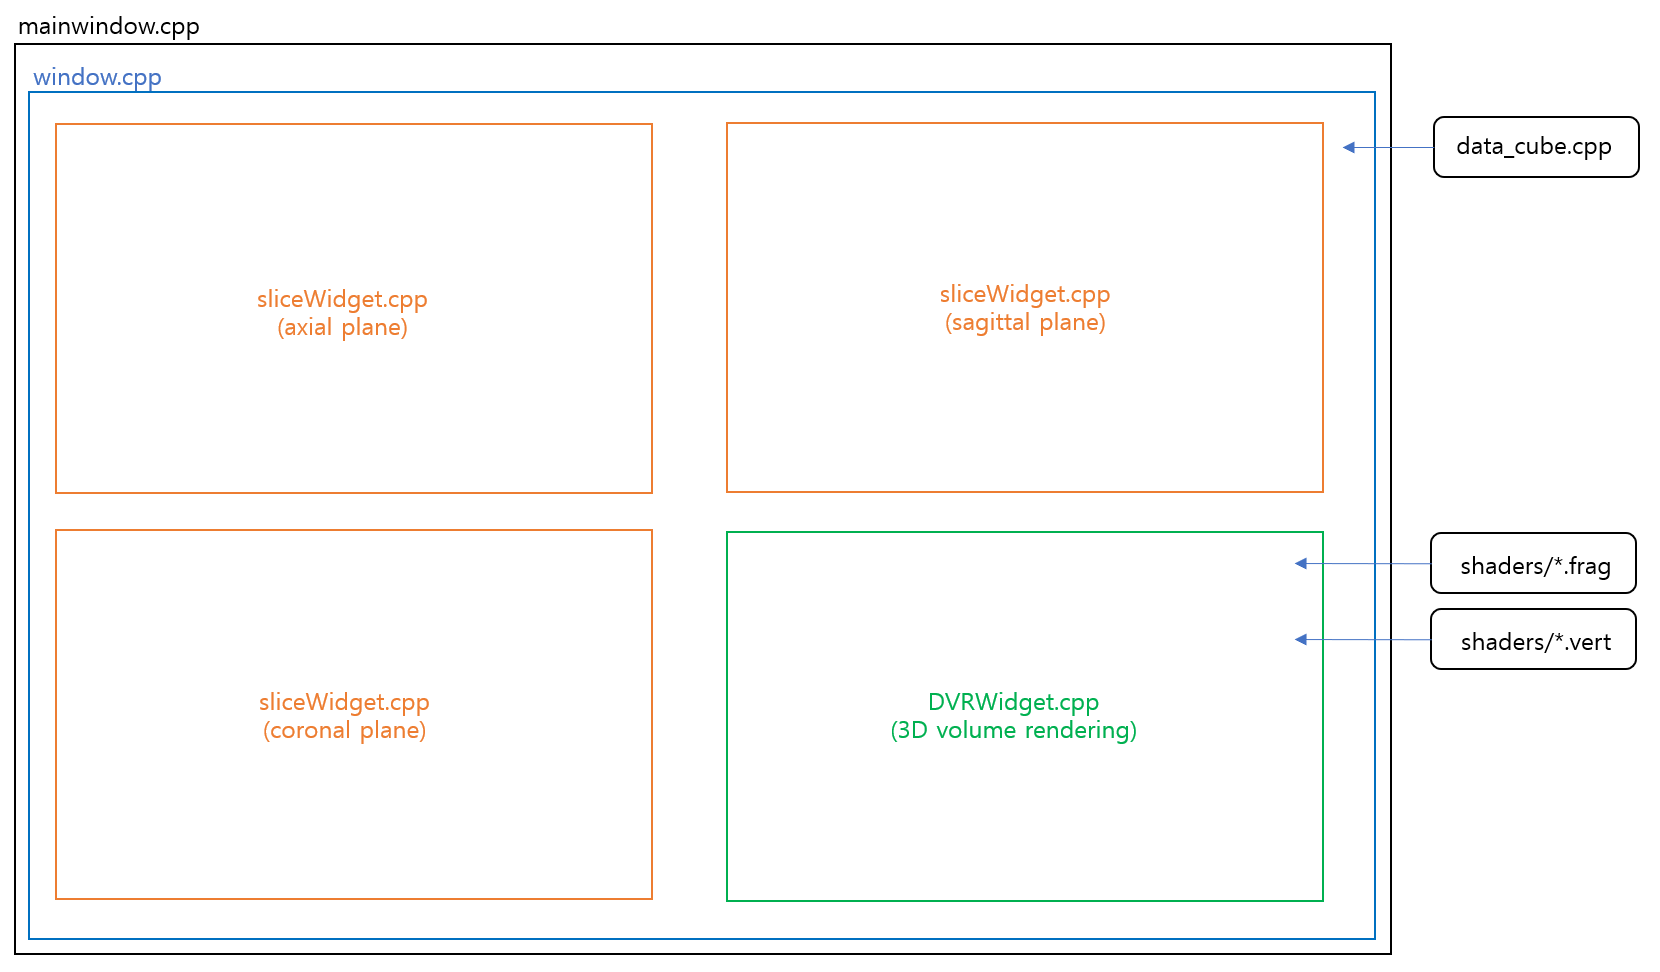 mainwindow.cpp
window.cpp
data_cube.cpp
sliceWidget.cpp
(axial plane)
sliceWidget.cpp
(sagittal plane)
shaders/*.frag
shaders/*.vert
sliceWidget.cpp
(coronal plane)
DVRWidget.cpp
(3D volume rendering)